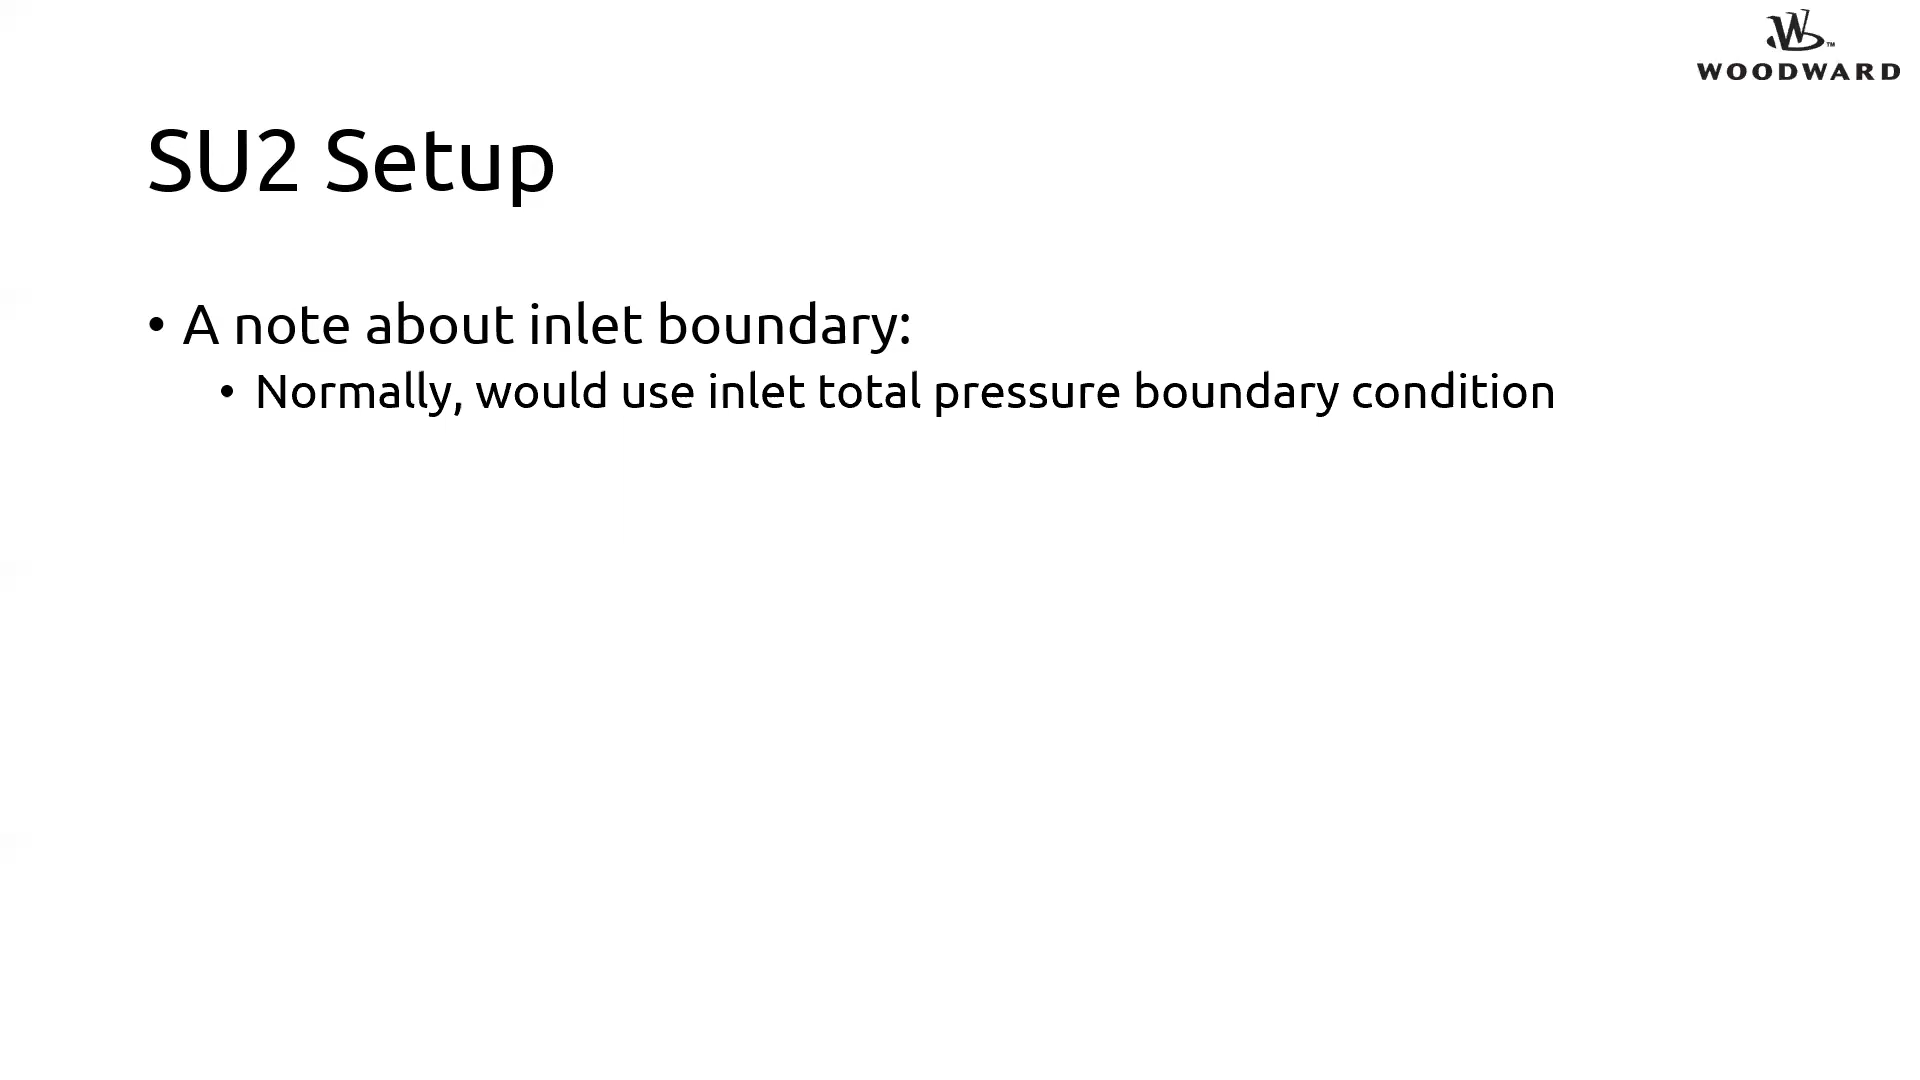 WOODWARD
SU2 Setup
• A note about inlet boundary:
• Normally, would use inlet total pressure boundary condition